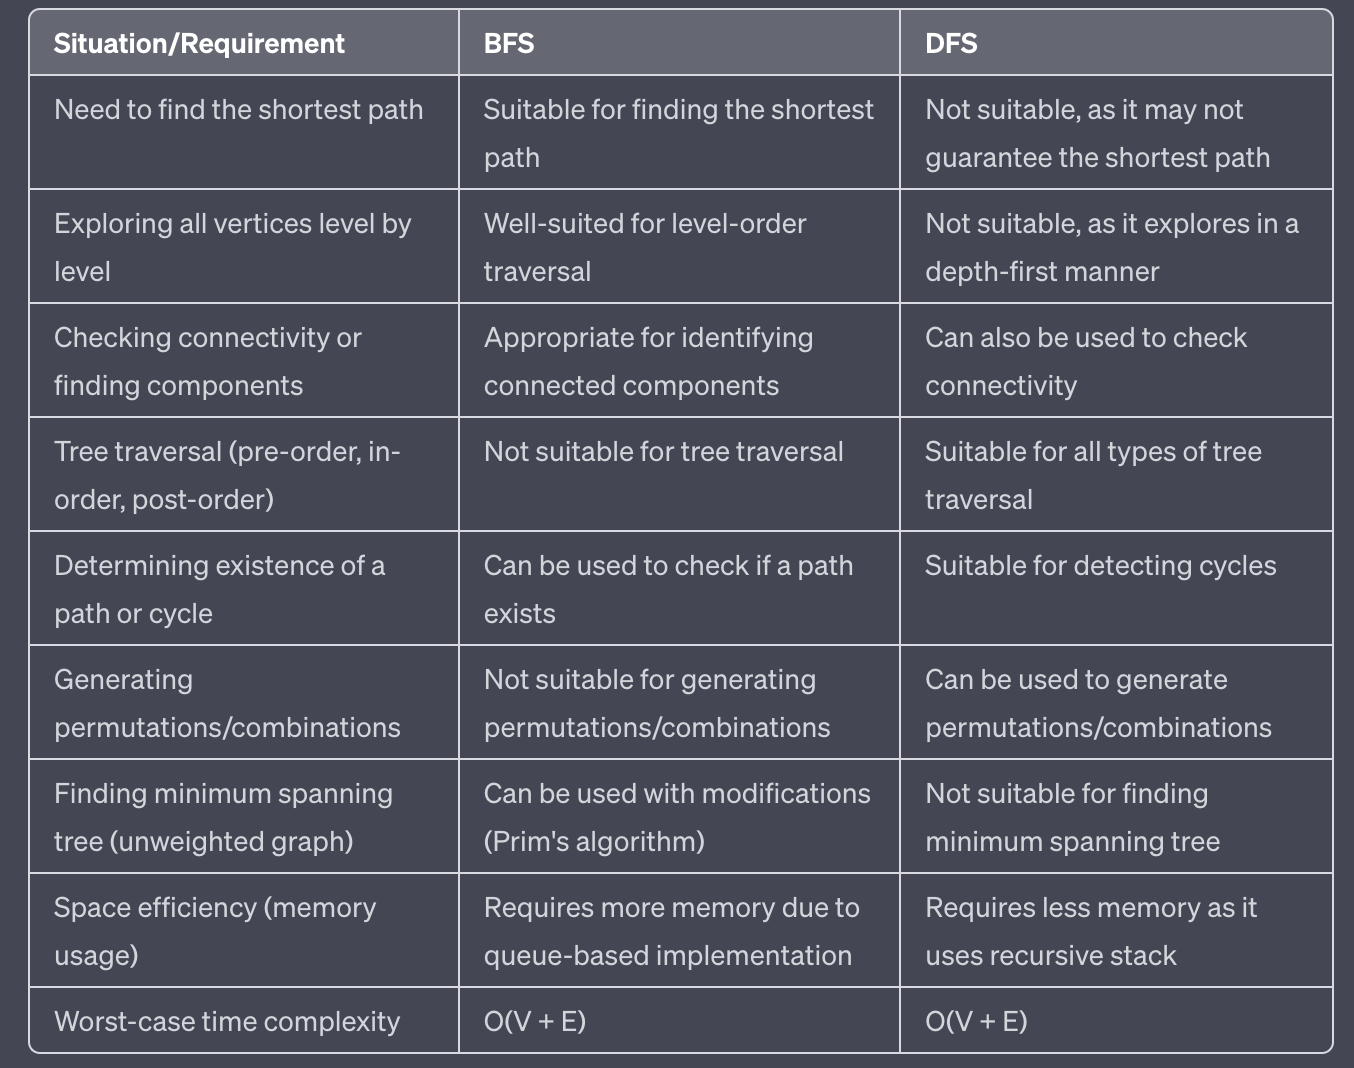 Situation/Requirement BFS DFS
Need to find the shortest path Suitable for finding the shortest Not suitable, as it may not
path guarantee the shortest path
Exploring all vertices level by Well-suited for level-order Not suitable, as it explores in a
level traversal depth-first manner
Checking connectivity or Appropriate for identifying Can also be used to check
finding components connected components connectivity
Tree traversal (pre-order, in- Not suitable for tree traversal Suitable for all types of tree
order, post-order) traversal
Determining existence of a Can be used to check if a path Suitable for detecting cycles
path or cycle exists
Generating Not suitable for generating Can be used to generate
permutations/combinations permutations/combinations permutations/combinations
Finding minimum spanning Can be used with modifications Not suitable for finding
tree (unweighted graph) (Prim's algorithm) minimum spanning tree
Space efficiency (memory Requires more memory due to Requires less memory as it
usage) queue-based implementation uses recursive stack
Worst-case time complexity O(V + E) O(V + E)